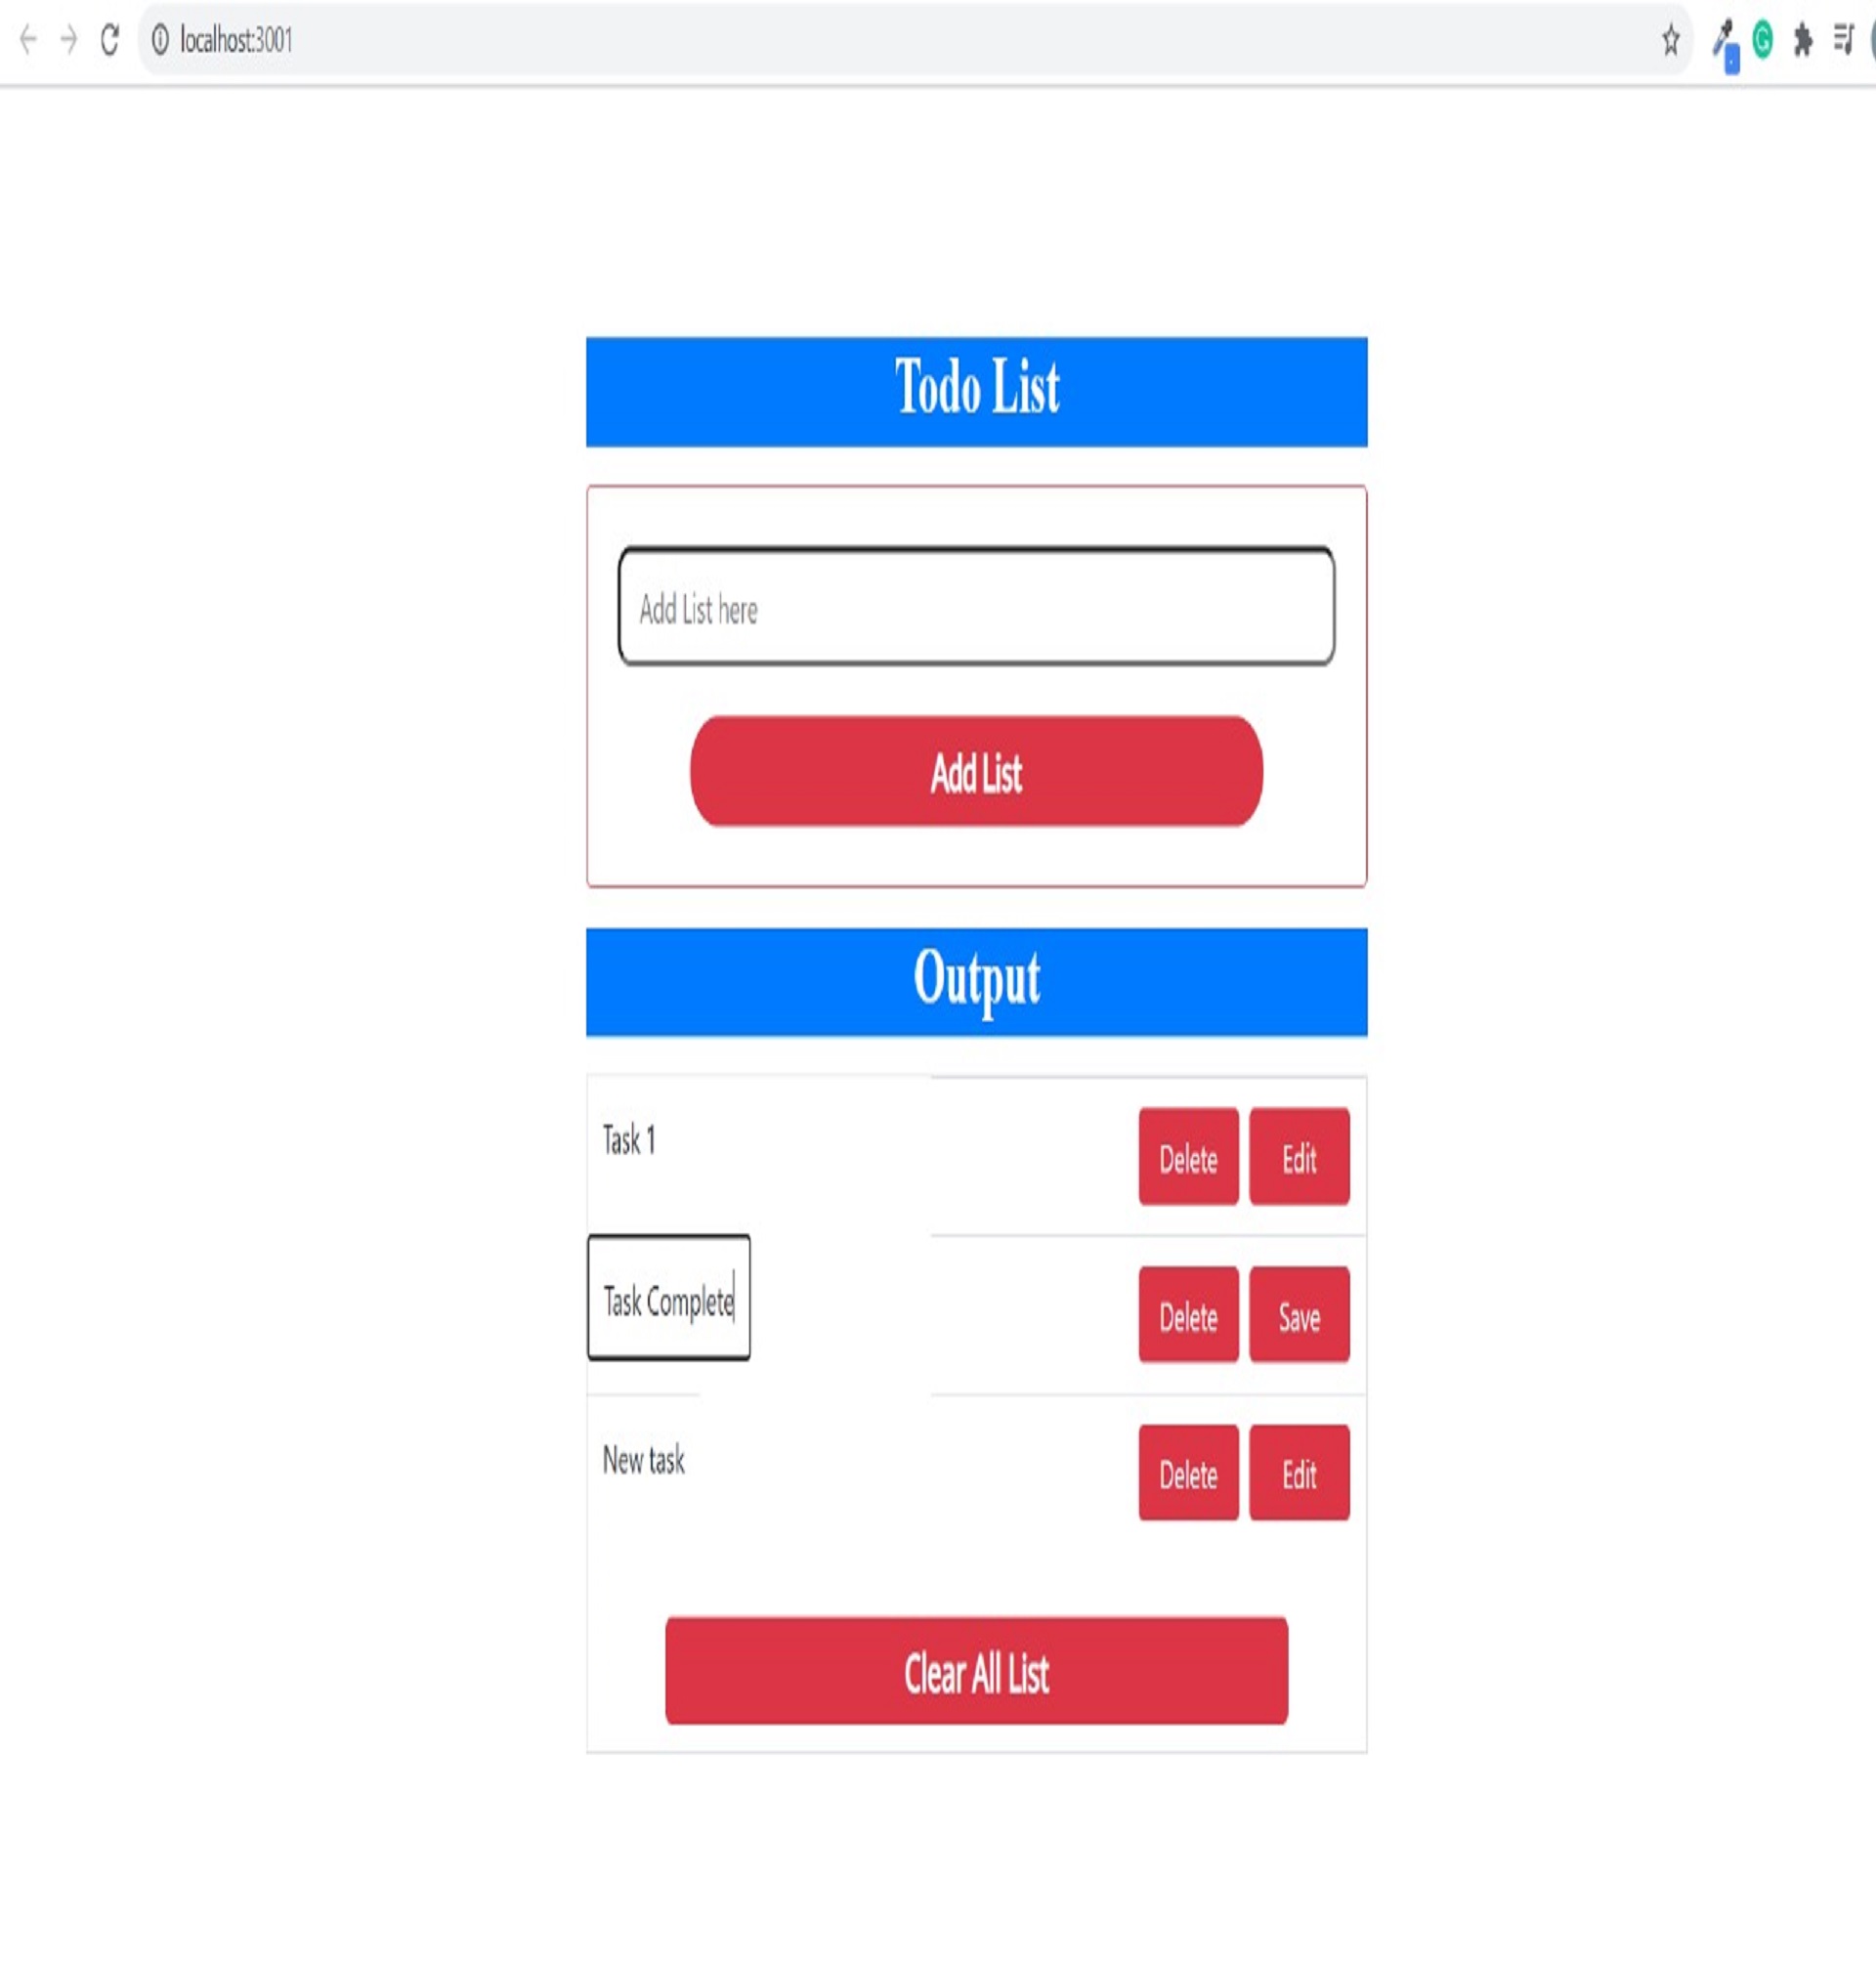 localhost:3001
Todo List
Add List here
Add List
Output
Task 1
Delete Edit
Task Complete
Delete Save
New task
Delete Edit
Clear All List